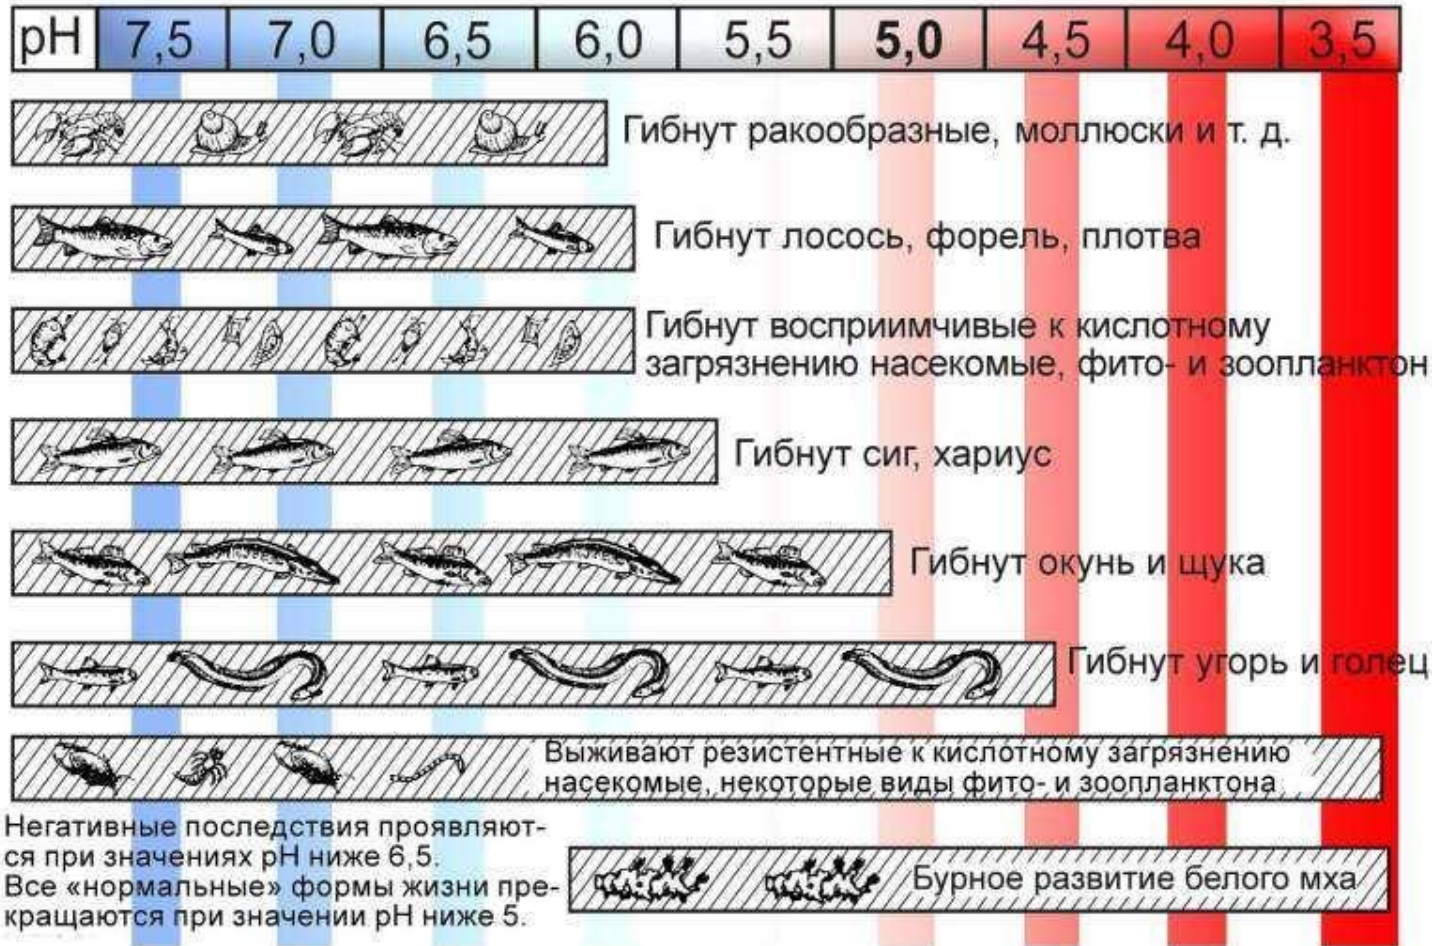 pH 7,5 7,0 6,5 6,0 5,5 5,0 4,5 4,0 3,5
Гибнут ракообразные, моллюски и т. д.
Гибнут лосось, форель, плотва
Гибнут восприимчивые к кислотному
загрязнению насекомые, фито- и зоопланктон
Гибнут сиг, хариус
Гибнут окунь и щука
Гибнут угорь и голец
Выживают резистентные к кислотному загрязнению
насекомые, некоторые виды фито- и зоопланктона
Негативные последствия проявляют-
ся при значениях pH ниже 6,5.
Все «нормальные» формы жизни пре-
кращаются при значении pH ниже 5.
Бурное развитие белого мха